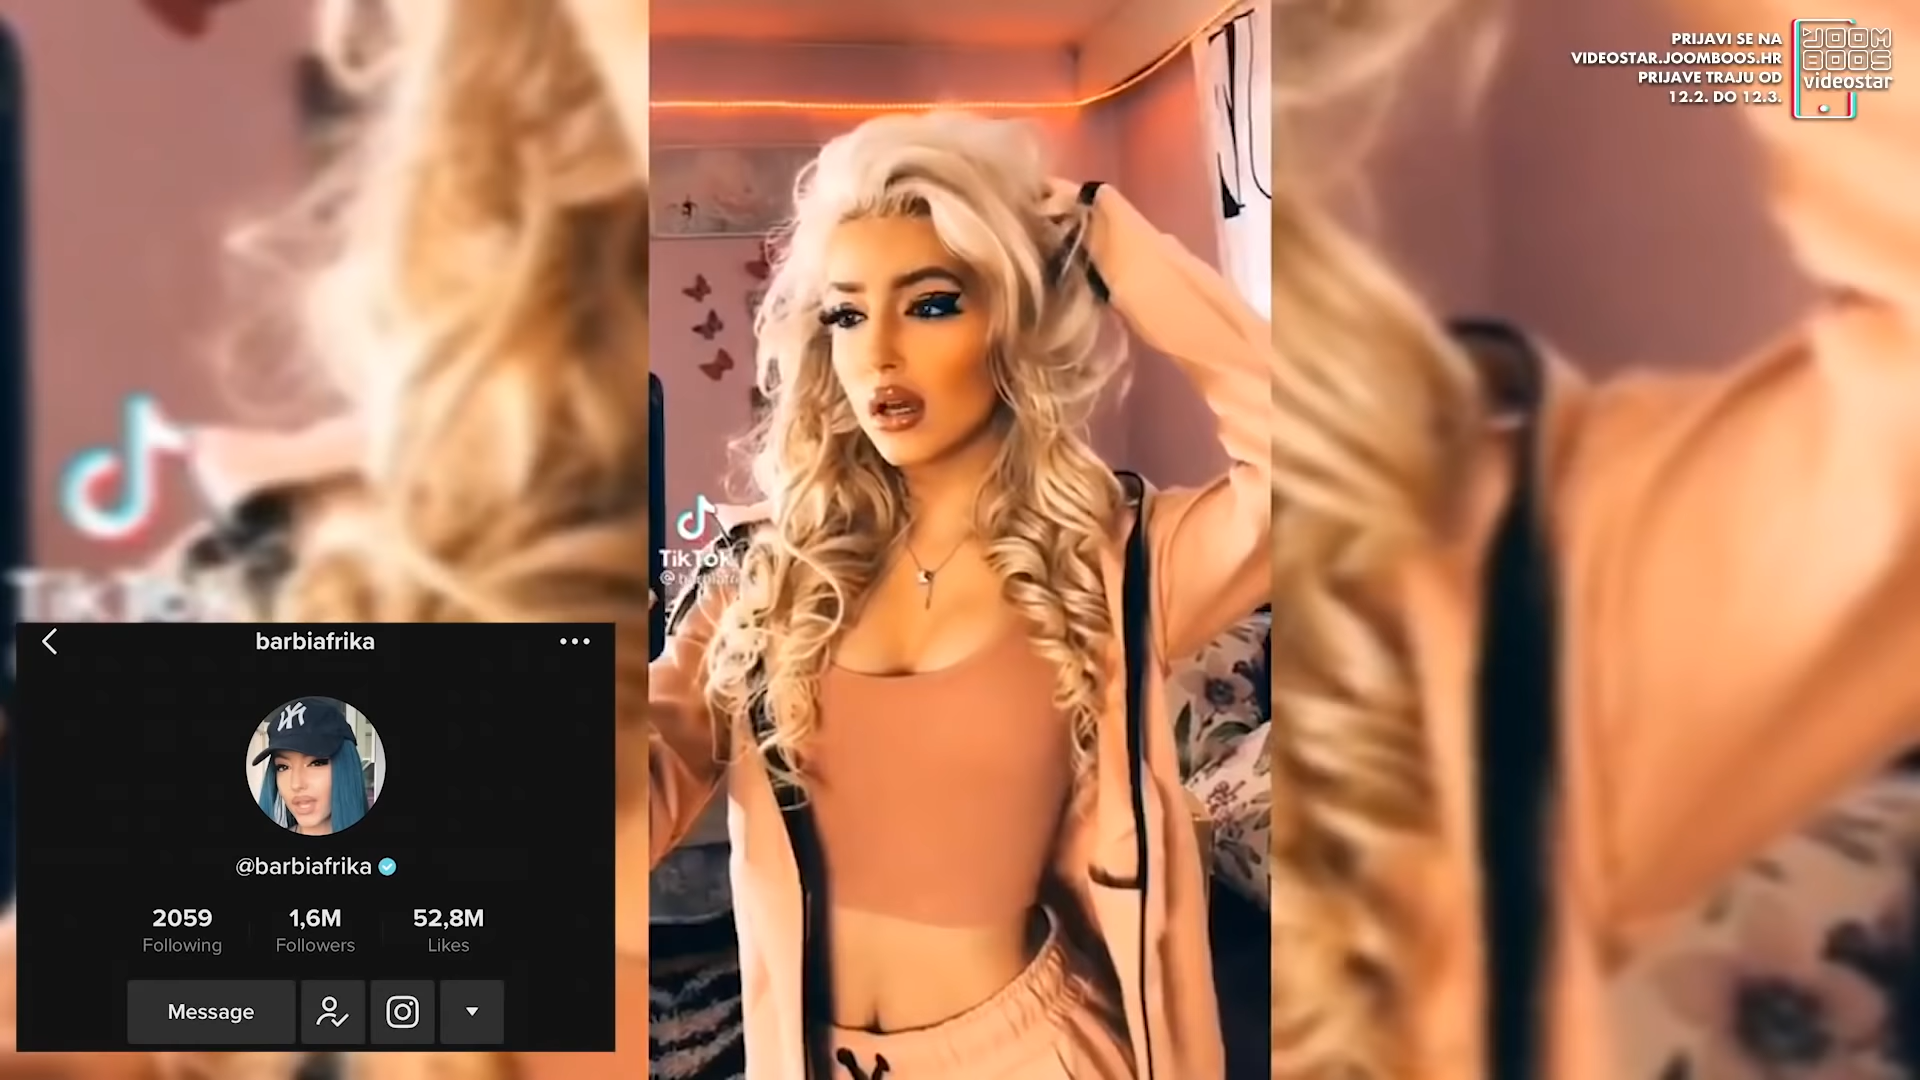 PRIJAVI SE NA
VIDEOSTAR.JOOMBOOS.HR
PRIJAVE TRAJU OD
12.2. DO 12.3.
JOOM
BOOS
videostar
TikTok
TikTok
barbiafrika
@barbiafrika
2059
1,6M
52,8M
Following
Followers
Likes
Message